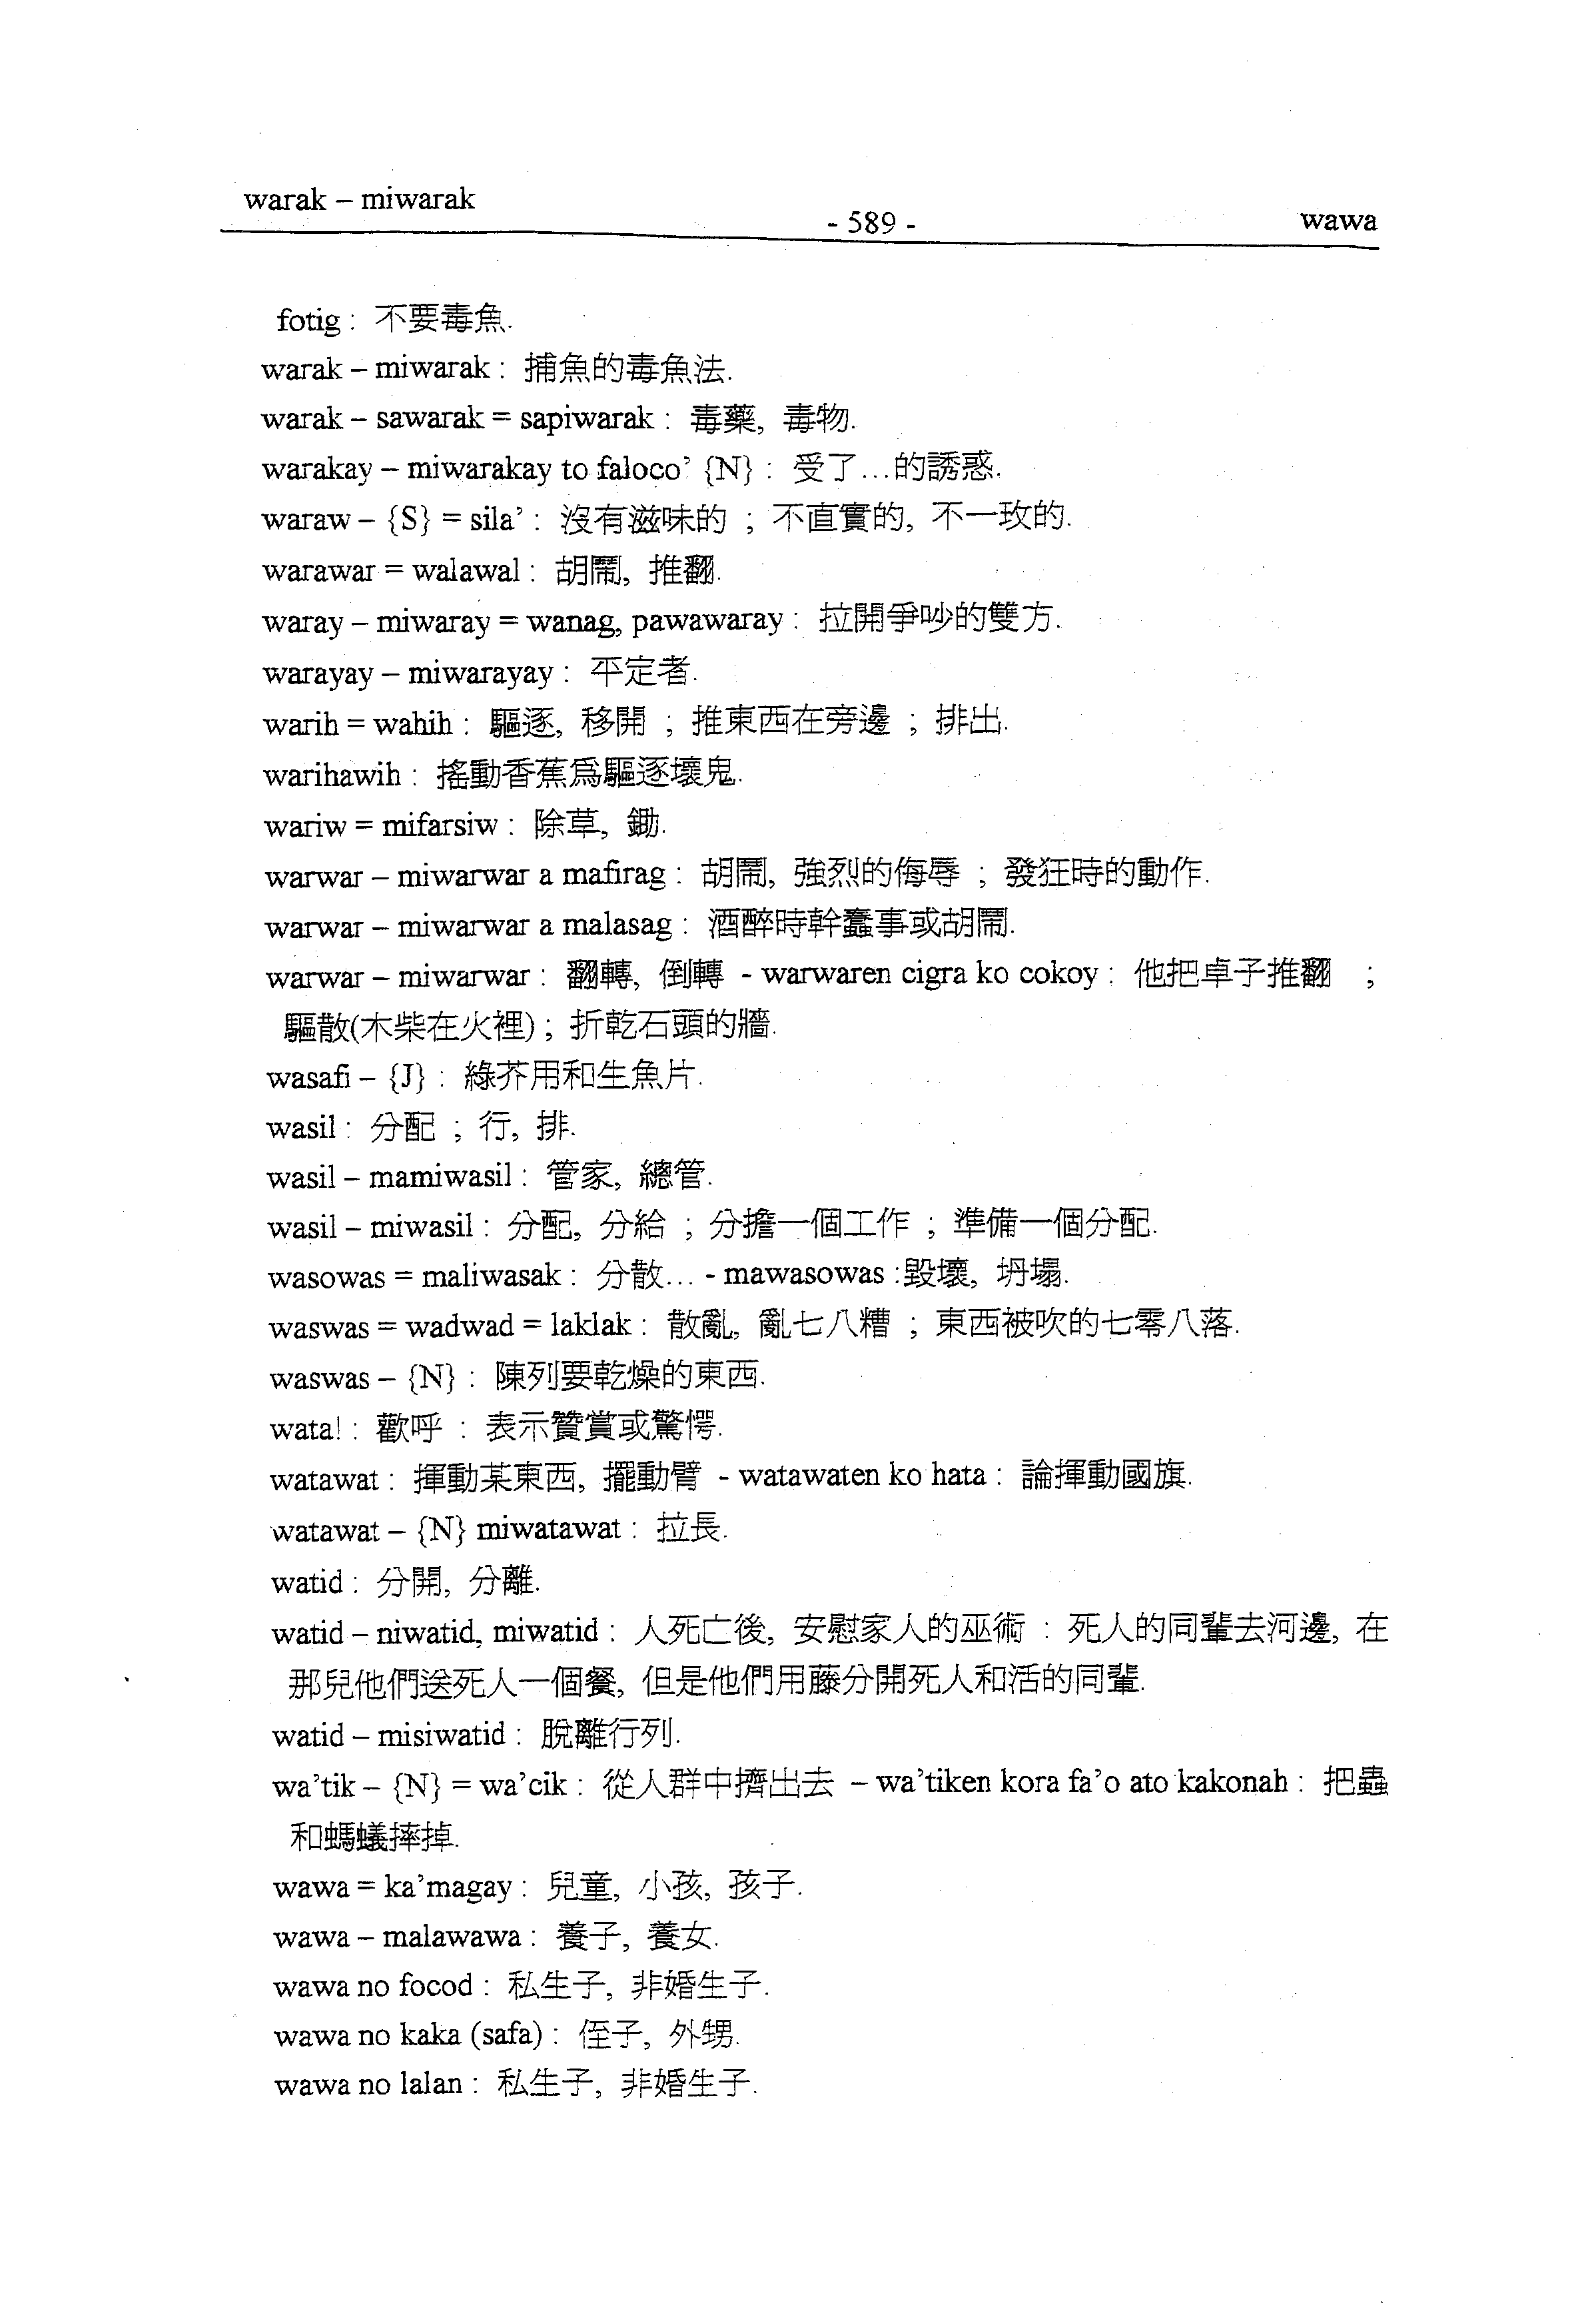 warak – miwarak
- 589 -
wawa
fotig : 不要毒魚.
warak – miwarak : 捕魚的毒魚法.
warak – sawarak = sapiwarak : 毒藥, 毒物.
warakay – miwarakay to faloco' {N} : 受了...的誘惑.
waraw – {S} = sila' : 沒有滋味的 ; 不直實的, 不一玫的.
warawar = walawal : 胡鬧, 推翻.
waray – miwaray = wanag, pawawaray : 拉開爭吵的雙方.
warayay – miwarayay : 平定者.
warih = wahih : 驅逐, 移開 ; 推東西在旁邊 ; 排出.
warihawih : 搖動香蕉為驅逐壞鬼.
wariw = mifarsiw : 除草, 鋤.
warwar – miwarwar a mafirag : 胡鬧, 強烈的侮辱 ; 發狂時的動作.
warwar – miwarwar a malasag : 酒醉時幹蠢事或胡鬧.
warwar – miwarwar : 翻轉, 倒轉 - warwaren cigra ko cokoy : 他把卓子推翻 ;
驅散(木柴在火裡) ; 折乾石頭的牆.
wasafi – {J} : 綠芥用和生魚片.
wasil : 分配 ; 行, 排.
wasil – mamiwasil : 管家, 總管.
wasil – miwasil : 分配, 分給 ; 分擔一個工作 ; 準備一個分配.
wasowas = maliwasak : 分散... - mawasowas :毀壞, 坍塌.
waswas = wadwad = laklak : 散亂, 亂七八糟 ; 東西被吹的七零八落.
waswas – {N} : 陳列要乾燥的東西.
wata! : 歡呼 : 表示贊賞或驚愕.
watawat : 揮動某東西, 擺動臂 - watawaten ko hata : 論揮動國旗.
watawat – {N} miwatawat : 拉長.
watid : 分開, 分離.
watid – niwatid, miwatid : 人死亡後, 安慰家人的巫術 : 死人的同輩去河邊, 在
那兒他們送死人一個餐, 但是他們用藤分開死人和活的同輩.
watid – misiwatid : 脫離行列.
wa'tik – {N} = wa'cik : 從人群中擠出去 – wa'tiken kora fa'o ato kakonah : 把蟲
和螞蟻摔掉.
wawa = ka'magay : 兒童, 小孩, 孩子.
wawa – malawawa : 養子, 養女.
wawa no focod : 私生子, 非婚生子.
wawa no kaka (safa) : 侄子, 外甥.
wawa no lalan : 私生子, 非婚生子.